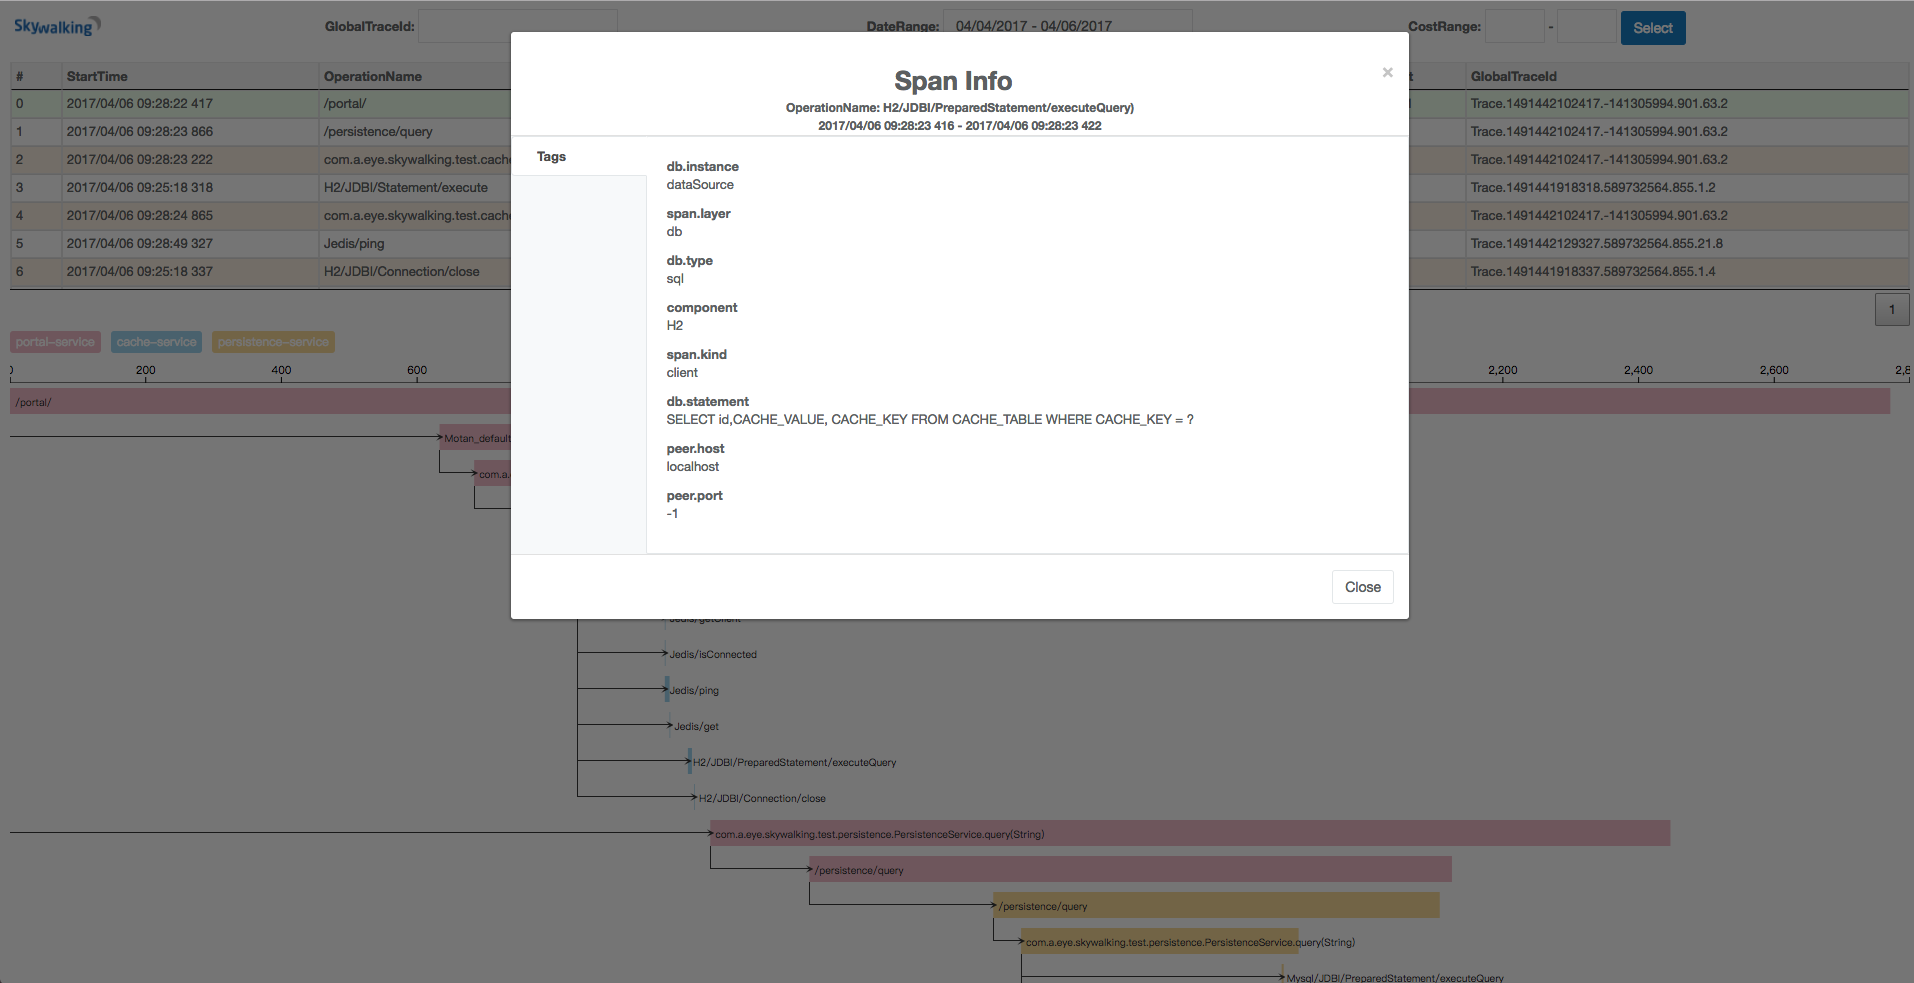 Skywalking
GlobalTraceId:
DateRange: 04/04/2017 - 04/06/2017
CostRange: - Select
# StartTime OperationName GlobalTraceId
0 2017/04/06 09:28:22 417 /portal/ Trace.1491442102417.-141305994.901.63.2
1 2017/04/06 09:28:23 866 /persistence/query Trace.1491442102417.-141305994.901.63.2
2 2017/04/06 09:28:23 222 com.a.eye.skywalking.test.cache Trace.1491442102417.-141305994.901.63.2
3 2017/04/06 09:25:18 318 H2/JDBI/Statement/execute Trace.1491441918318.589732564.855.1.2
4 2017/04/06 09:28:24 865 com.a.eye.skywalking.test.cache Trace.1491442102417.-141305994.901.63.2
5 2017/04/06 09:28:49 327 Jedis/ping Trace.1491442129327.589732564.855.21.8
6 2017/04/06 09:25:18 337 H2/JDBI/Connection/close Trace.1491441918337.589732564.855.1.4
1
Span Info
×
OperationName: H2/JDBI/PreparedStatement/executeQuery)
2017/04/06 09:28:23 416 - 2017/04/06 09:28:23 422
Tags
db.instance
dataSource
span.layer
db
db.type
sql
component
H2
span.kind
client
db.statement
SELECT id,CACHE_VALUE, CACHE_KEY FROM CACHE_TABLE WHERE CACHE_KEY = ?
peer.host
localhost
peer.port
-1
Close
portal-service cache-service persistence-service
0 200 400 600 2,200 2,400 2,600 2,8
/portal/
Motan_default
com.a.
Jedis/getClient
Jedis/isConnected
Jedis/ping
Jedis/get
H2/JDBI/PreparedStatement/executeQuery
H2/JDBI/Connection/close
com.a.eye.skywalking.test.persistence.PersistenceService.query(String)
/persistence/query
/persistence/query
com.a.eye.skywalking.test.persistence.PersistenceService.query(String)
Mysql/JDBI/PreparedStatement/executeQuery